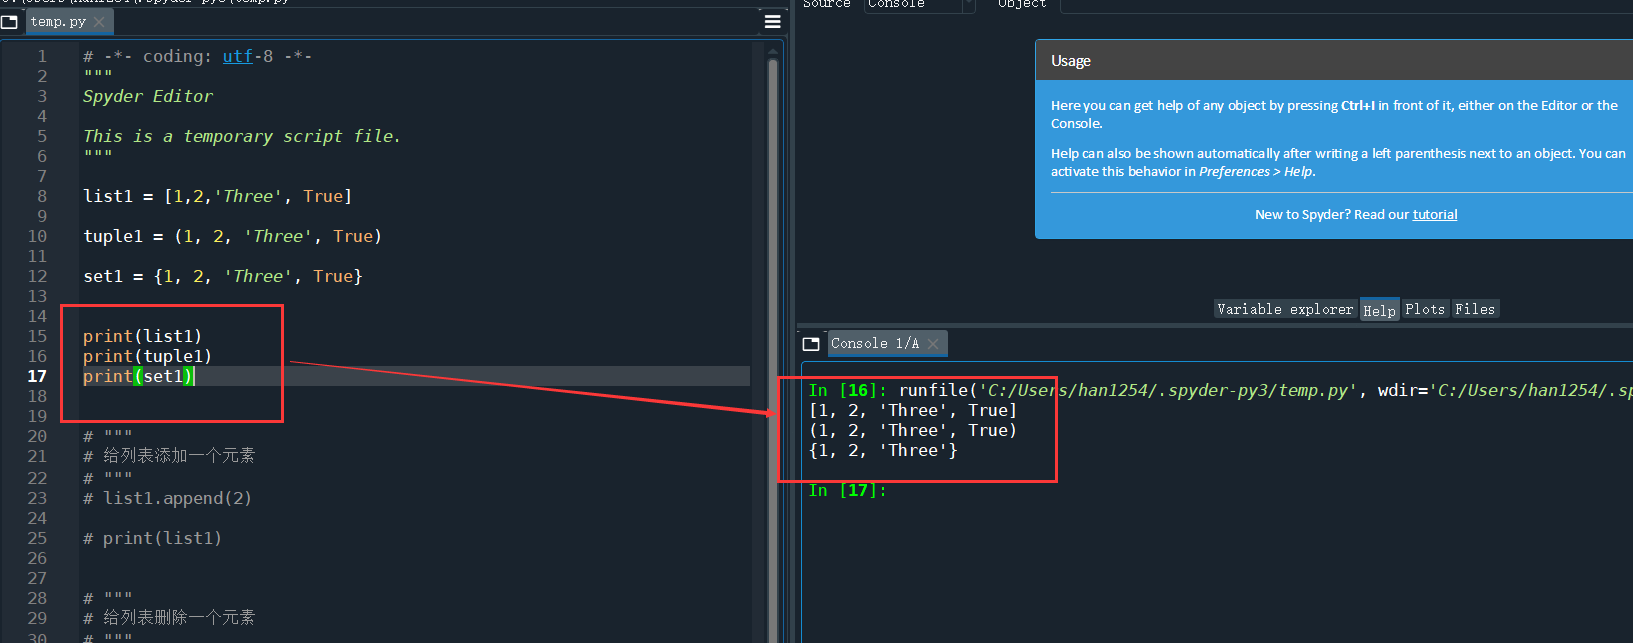 temp.py
1 # -*- coding: utf-8 -*-
2 """
3 Spyder Editor
4
5 This is a temporary script file.
6 """
7
8 list1 = [1,2,'Three', True]
9
10 tuple1 = (1, 2, 'Three', True)
11
12 set1 = {1, 2, 'Three', True}
13
14
15 print(list1)
16 print(tuple1)
17 print(set1)
18
19
20 # """
21 # 给列表添加一个元素
22 # """
23 # list1.append(2)
24
25 # print(list1)
26
27
28 # """
29 # 给列表删除一个元素
30 # """
Source Console Object
Usage
Here you can get help of any object by pressing Ctrl+I in front of it, either on the Editor or the
Console.
Help can also be shown automatically after writing a left parenthesis next to an object. You can
activate this behavior in Preferences > Help.
New to Spyder? Read our tutorial
Variable explorer Help Plots Files
Console 1/A
In [16]: runfile('C:/Users/han1254/.spyder-py3/temp.py', wdir='C:/Users/han1254/.sp
[1, 2, 'Three', True]
(1, 2, 'Three', True)
{1, 2, 'Three'}
In [17]: